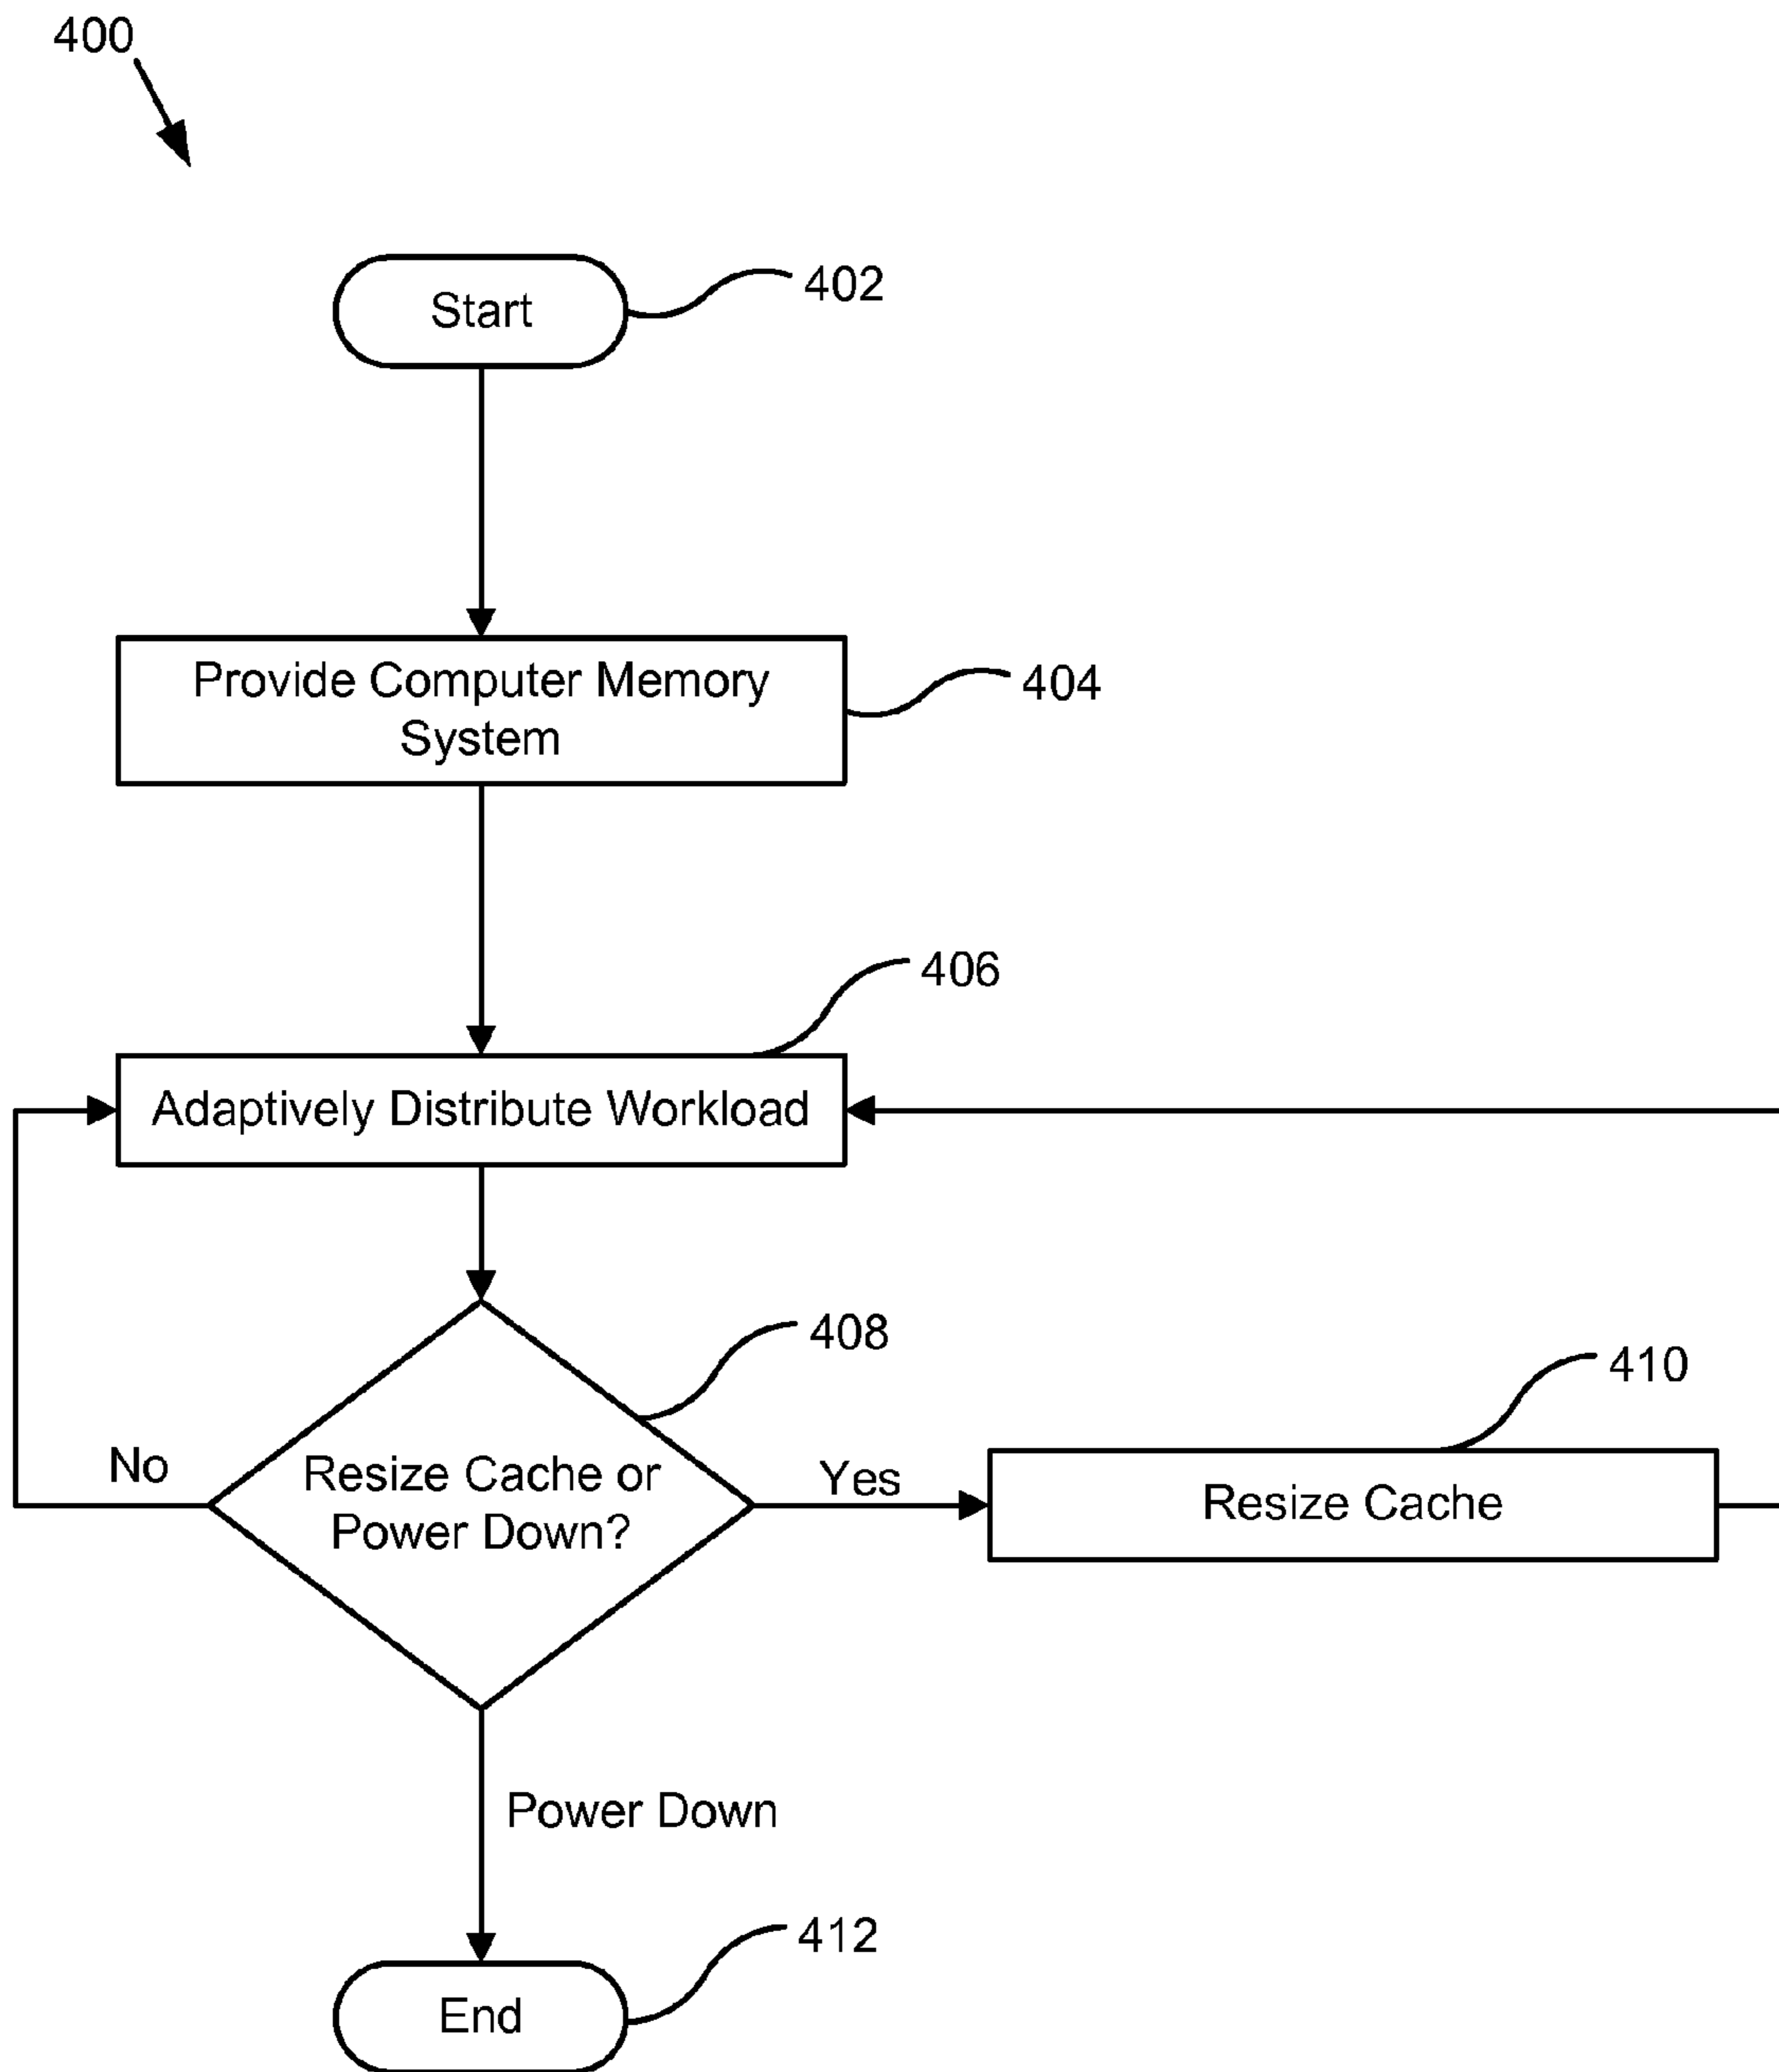 400
Start
402
Provide Computer Memory
System
404
406
Adaptively Distribute Workload
408
No
Resize Cache or
Power Down?
Yes
410
Resize Cache
Power Down
412
End